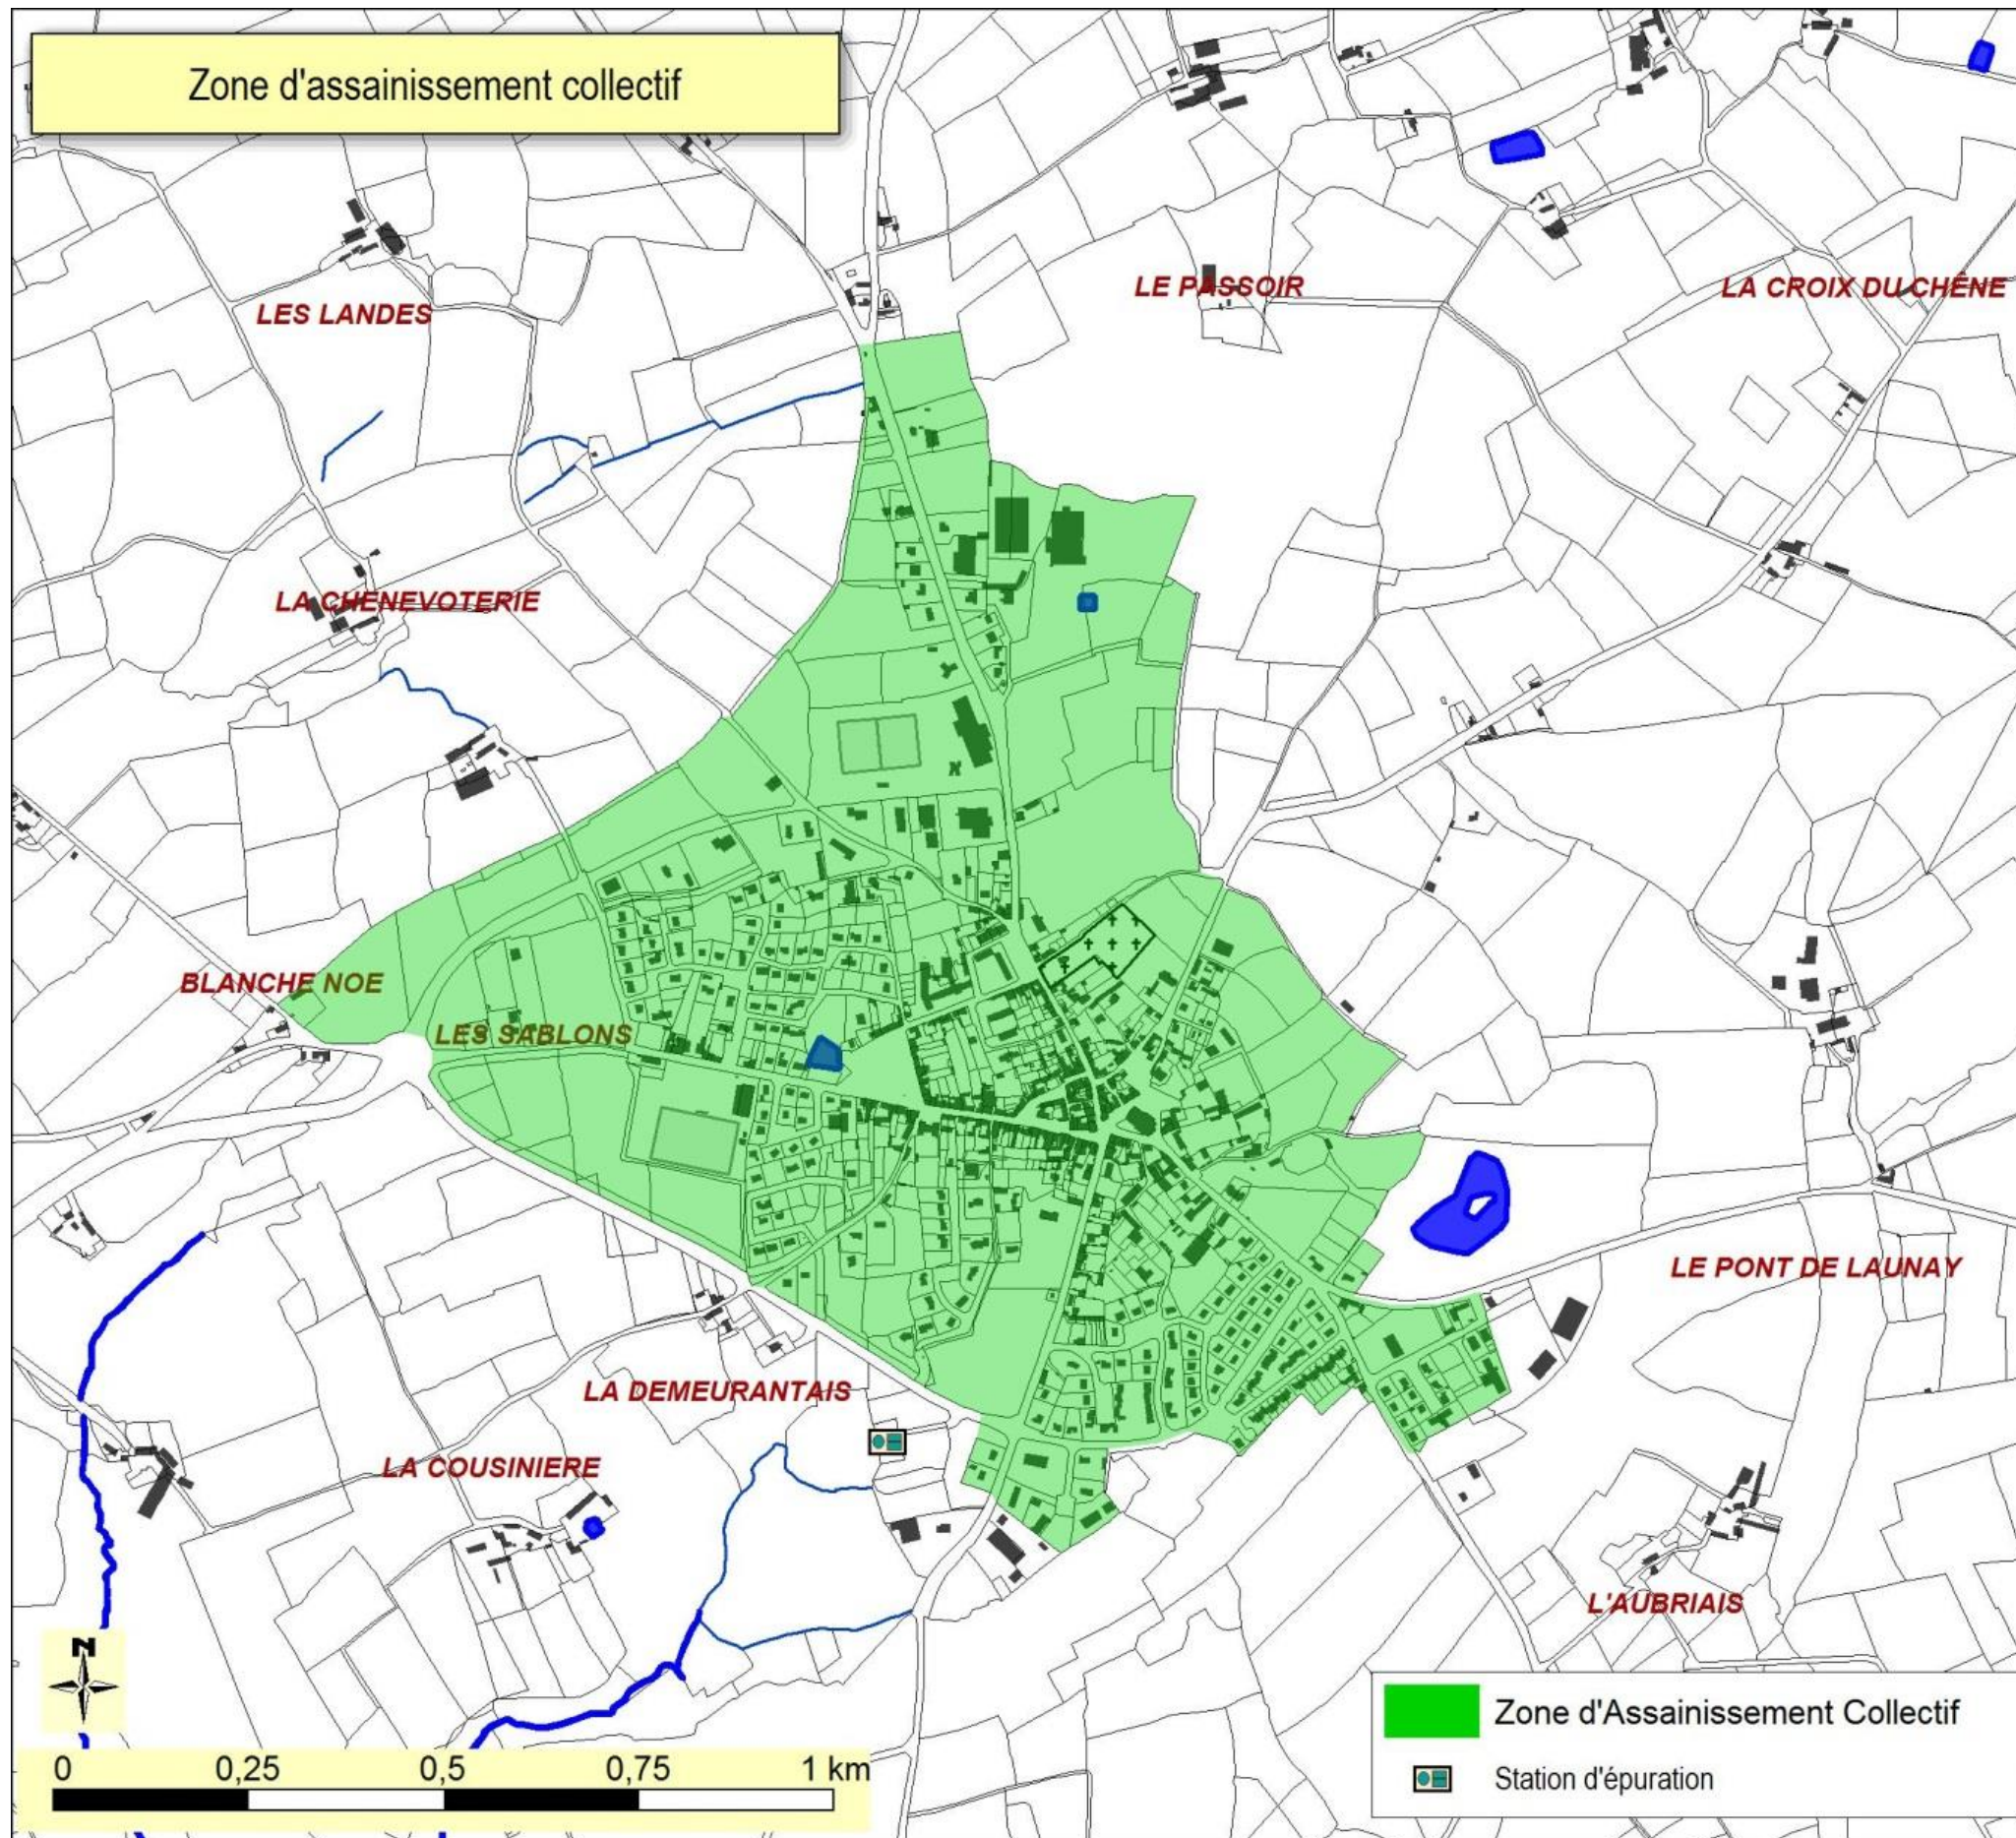 Zone d'assainissement collectif
LE PASSOIR
LA CROIX DU CHÊNE
LES LANDES
LA CHENEVOTERIE
BLANCHE NOE
LES SABLONS
LE PONT DE LAUNAY
LA DEMEURANTAIS
LA COUSINIERE
L'AUBRIAIS
N
Zone d'Assainissement Collectif
0 0,25 0,5 0,75 1 km
Station d'épuration